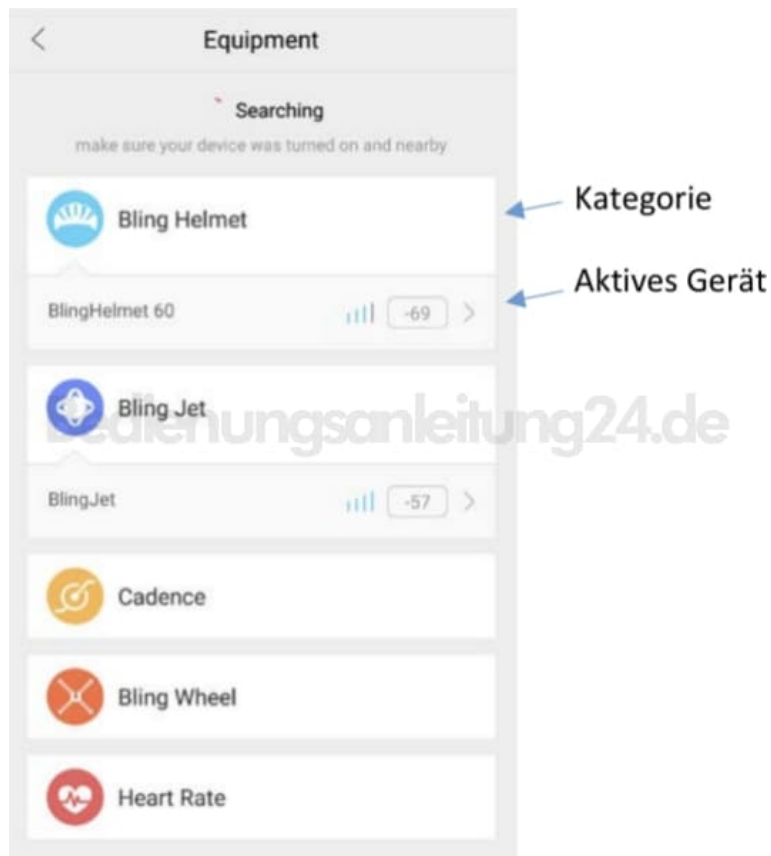 Equipment
Searching
make sure your device was turned on and nearby
Bling Helmet
Kategorie
BlingHelmet 60
-69
Aktives Gerät
Bling Jet
Bedienungsanleitung24.de
BlingJet
-57
Cadence
Bling Wheel
Heart Rate